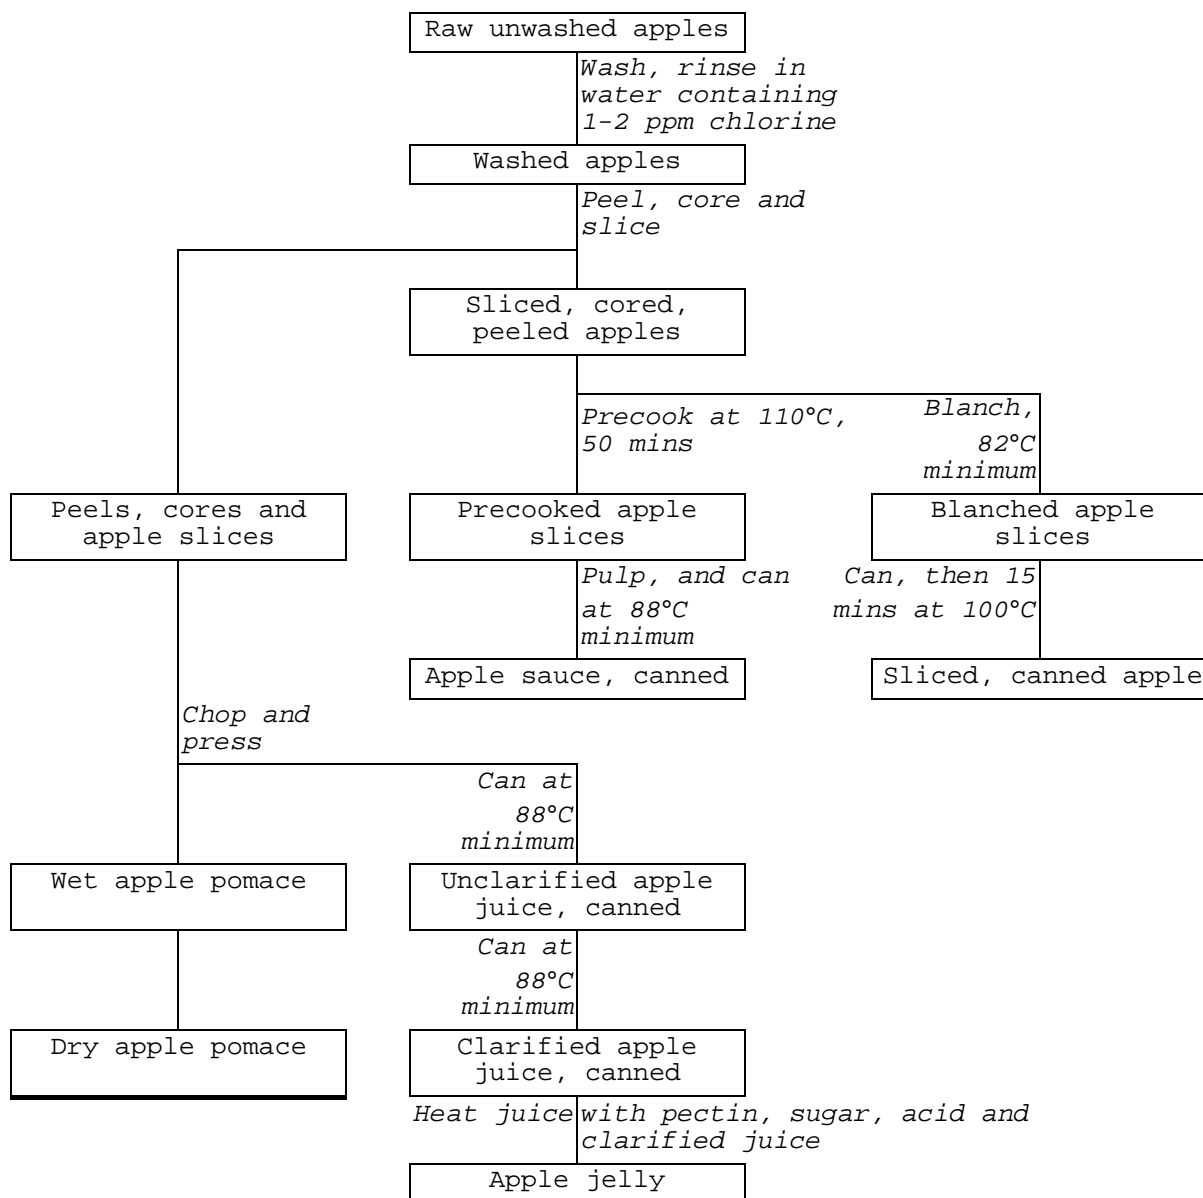 Raw unwashed apples
Wash, rinse in
water containing
1-2 ppm chlorine
Washed apples
Peel, core and
slice
Sliced, cored,
peeled apples
Precook at 110°C,
50 mins
Blanch,
82°C
minimum
Peels, cores and
apple slices
Precooked apple
slices
Blanched apple
slices
Pulp, and can
at 88°C
minimum
Can, then 15
mins at 100°C
Apple sauce, canned
Sliced, canned apple
Chop and
press
Can at
88°C
minimum
Wet apple pomace
Unclarified apple
juice, canned
Can at
88°C
minimum
Dry apple pomace
Clarified apple
juice, canned
Heat juice with pectin, sugar, acid and
clarified juice
Apple jelly